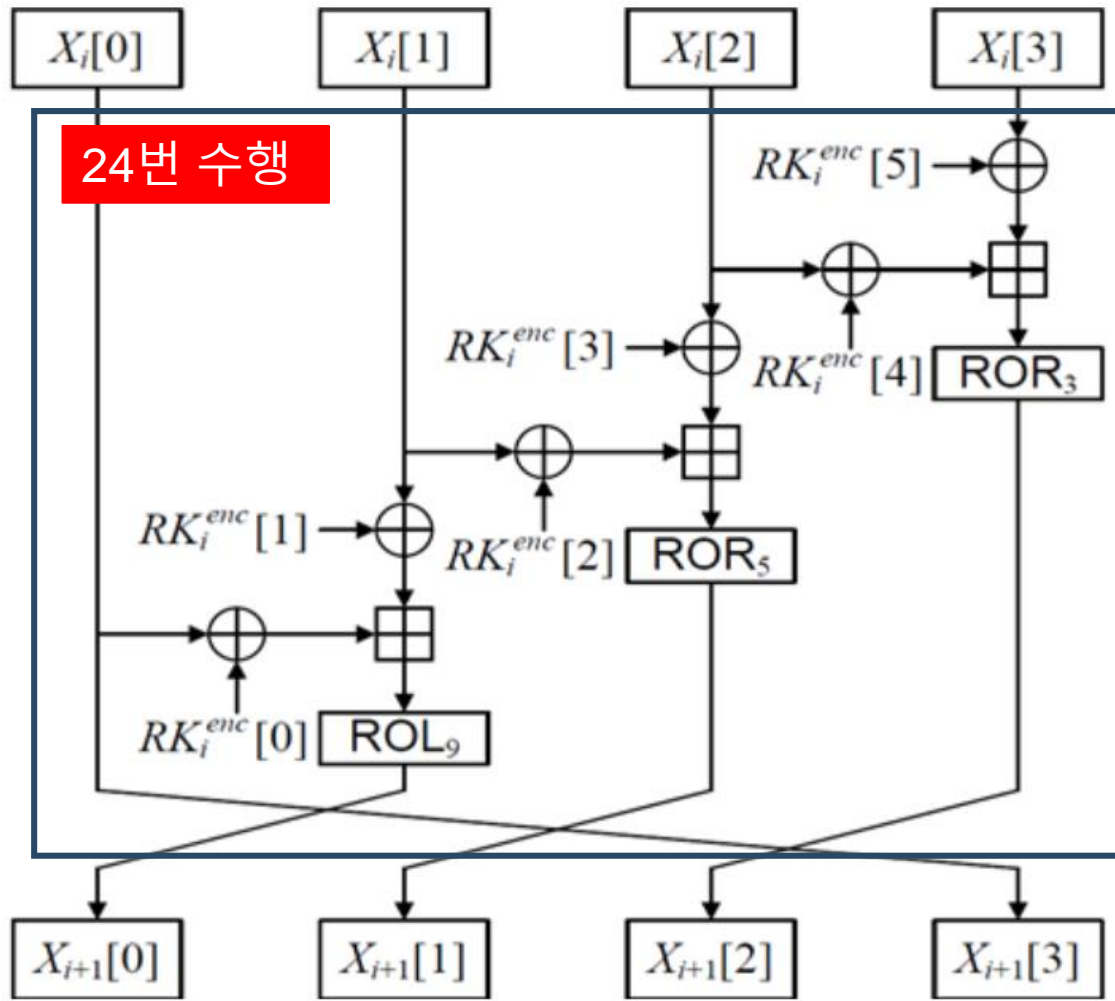 Xᵢ[0] Xᵢ[1] Xᵢ[2] Xᵢ[3]
24번 수행
RKᵢᵉⁿᶜ[5]
RKᵢᵉⁿᶜ[3]
RKᵢᵉⁿᶜ[4] ROR₃
RKᵢᵉⁿᶜ[1]
RKᵢᵉⁿᶜ[2] ROR₅
RKᵢᵉⁿᶜ[0] ROL₉
Xᵢ₊₁[0] Xᵢ₊₁[1] Xᵢ₊₁[2] Xᵢ₊₁[3]